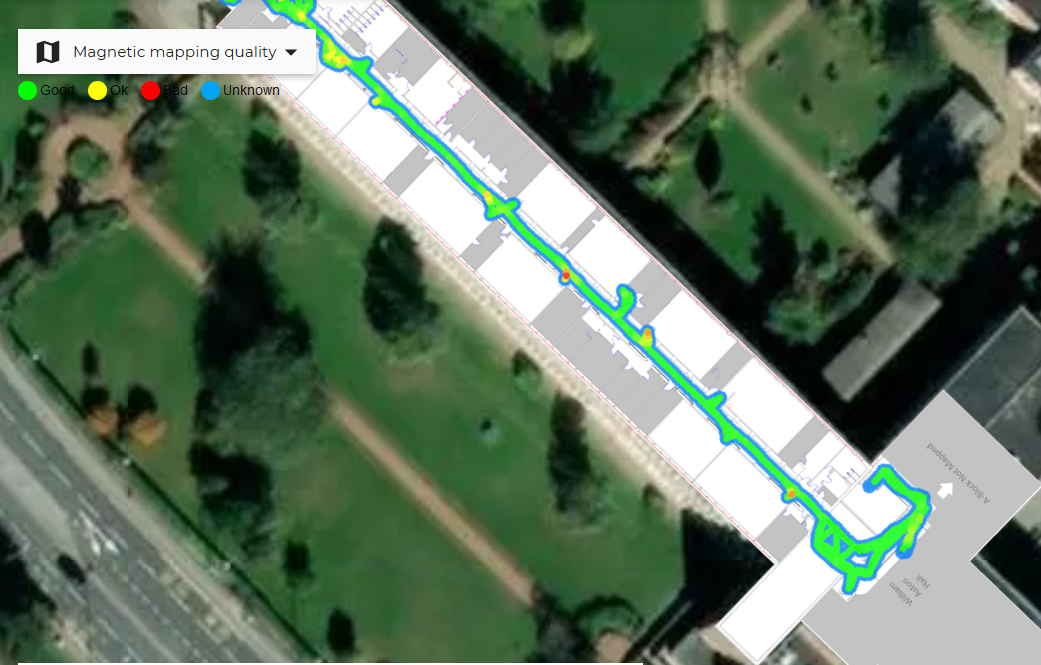 Magnetic mapping quality
Good
Ok
Bad
Unknown
A-Block Not Mapped
William
Aston
Hall